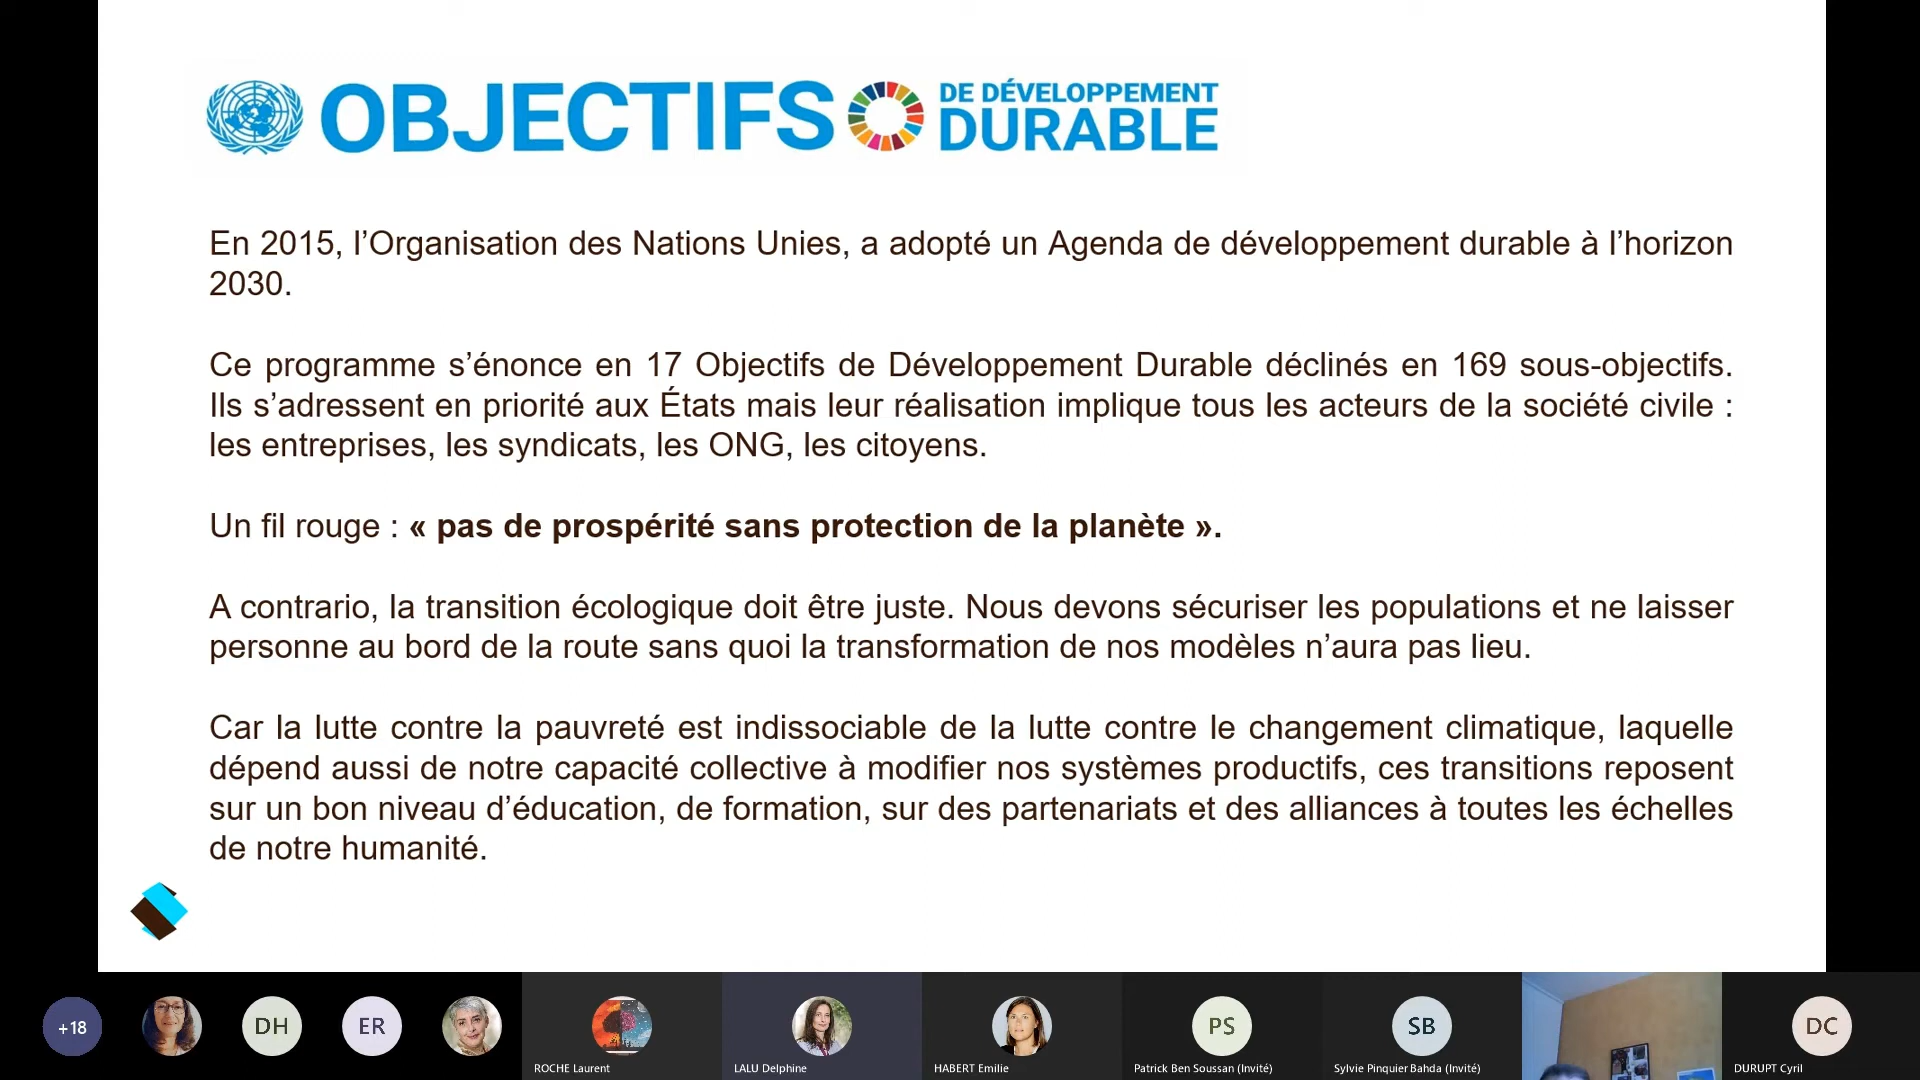 OBJECTIFS DE DÉVELOPPEMENT
DURABLE
En 2015, l’Organisation des Nations Unies, a adopté un Agenda de développement durable à l’horizon
2030.
Ce programme s’énonce en 17 Objectifs de Développement Durable déclinés en 169 sous-objectifs.
Ils s’adressent en priorité aux États mais leur réalisation implique tous les acteurs de la société civile :
les entreprises, les syndicats, les ONG, les citoyens.
Un fil rouge : « pas de prospérité sans protection de la planète ».
A contrario, la transition écologique doit être juste. Nous devons sécuriser les populations et ne laisser
personne au bord de la route sans quoi la transformation de nos modèles n’aura pas lieu.
Car la lutte contre la pauvreté est indissociable de la lutte contre le changement climatique, laquelle
dépend aussi de notre capacité collective à modifier nos systèmes productifs, ces transitions reposent
sur un bon niveau d’éducation, de formation, sur des partenariats et des alliances à toutes les échelles
de notre humanité.
+18 DH ER PS SB DC
ROCHE Laurent LALU Delphine HABERT Emilie Patrick Ben Soussan (Invité) Sylvie Pinquier Bahda (Invité) DURUPT Cyril